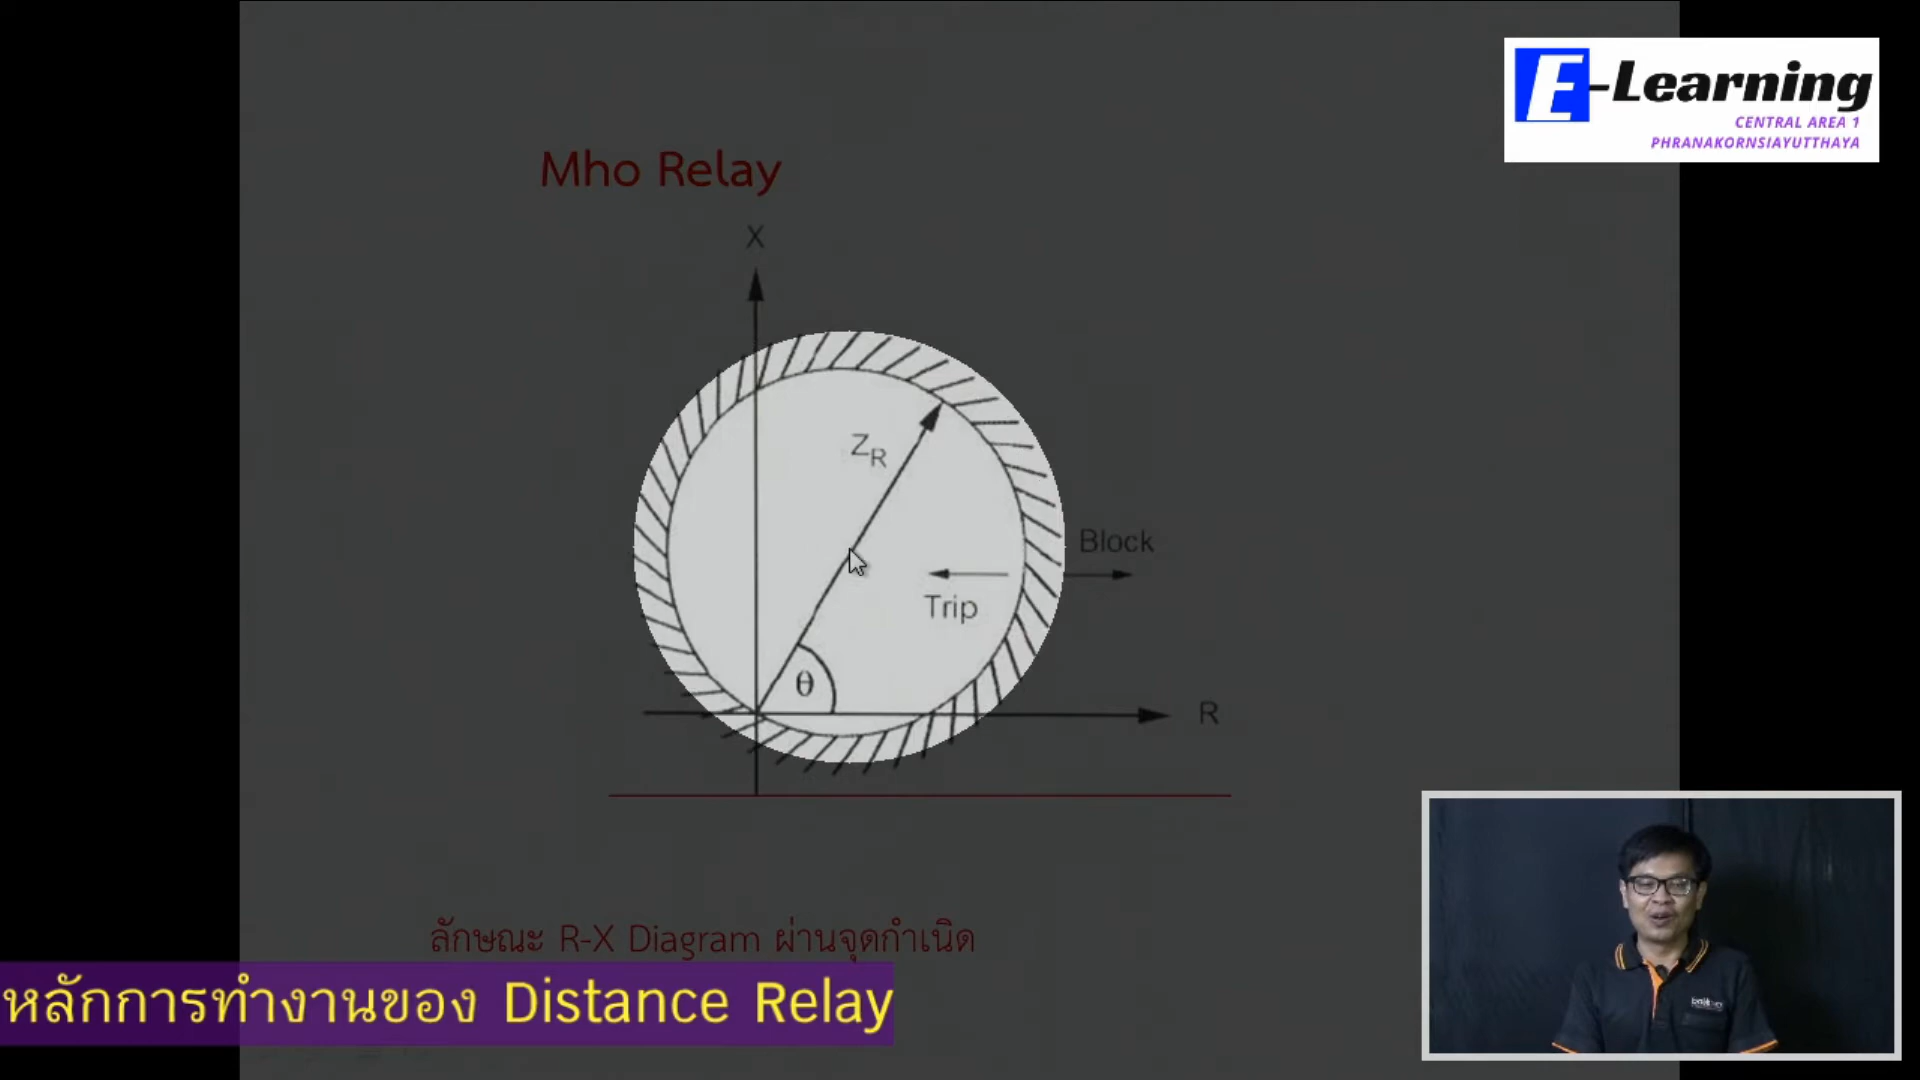 E-Learning
CENTRAL AREA 1
PHRANAKORNSIAYUTTHAYA
Mho Relay
X
ZR
Block
Trip
θ
R
ลักษณะ R-X Diagram ผ่านจุดกำเนิด
หลักการทำงานของ Distance Relay